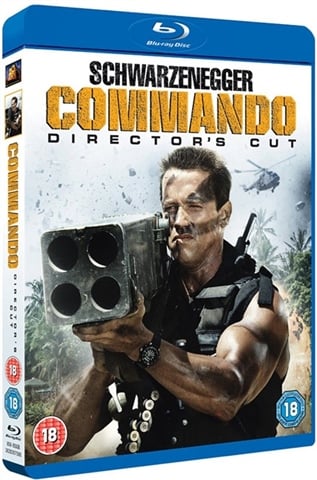 Blu-ray Disc
SCHWARZENEGGER
COMMANDO
DIRECTOR'S CUT
18
18
COMMANDO
DIRECTOR'S
CUT
18
18